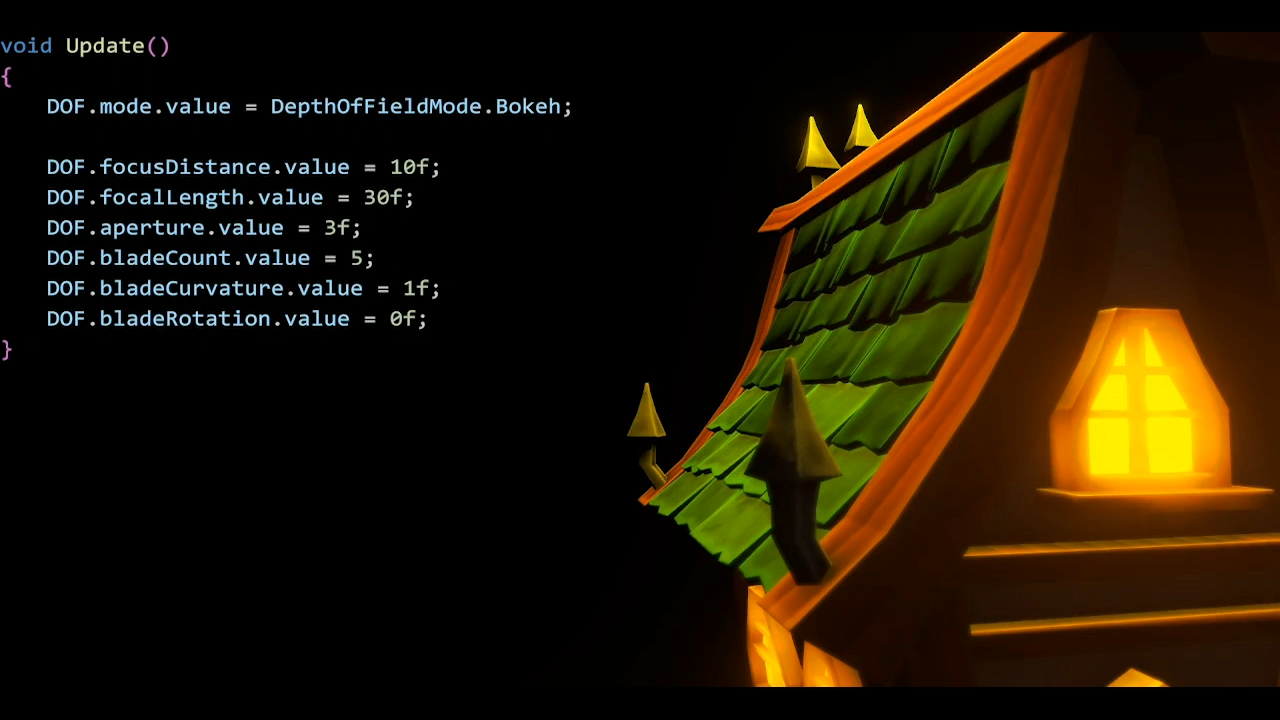 void Update()
{
DOF.mode.value = DepthOfFieldMode.Bokeh;
DOF.focusDistance.value = 10f;
DOF.focalLength.value = 30f;
DOF.aperture.value = 3f;
DOF.bladeCount.value = 5;
DOF.bladeCurvature.value = 1f;
DOF.bladeRotation.value = 0f;
}